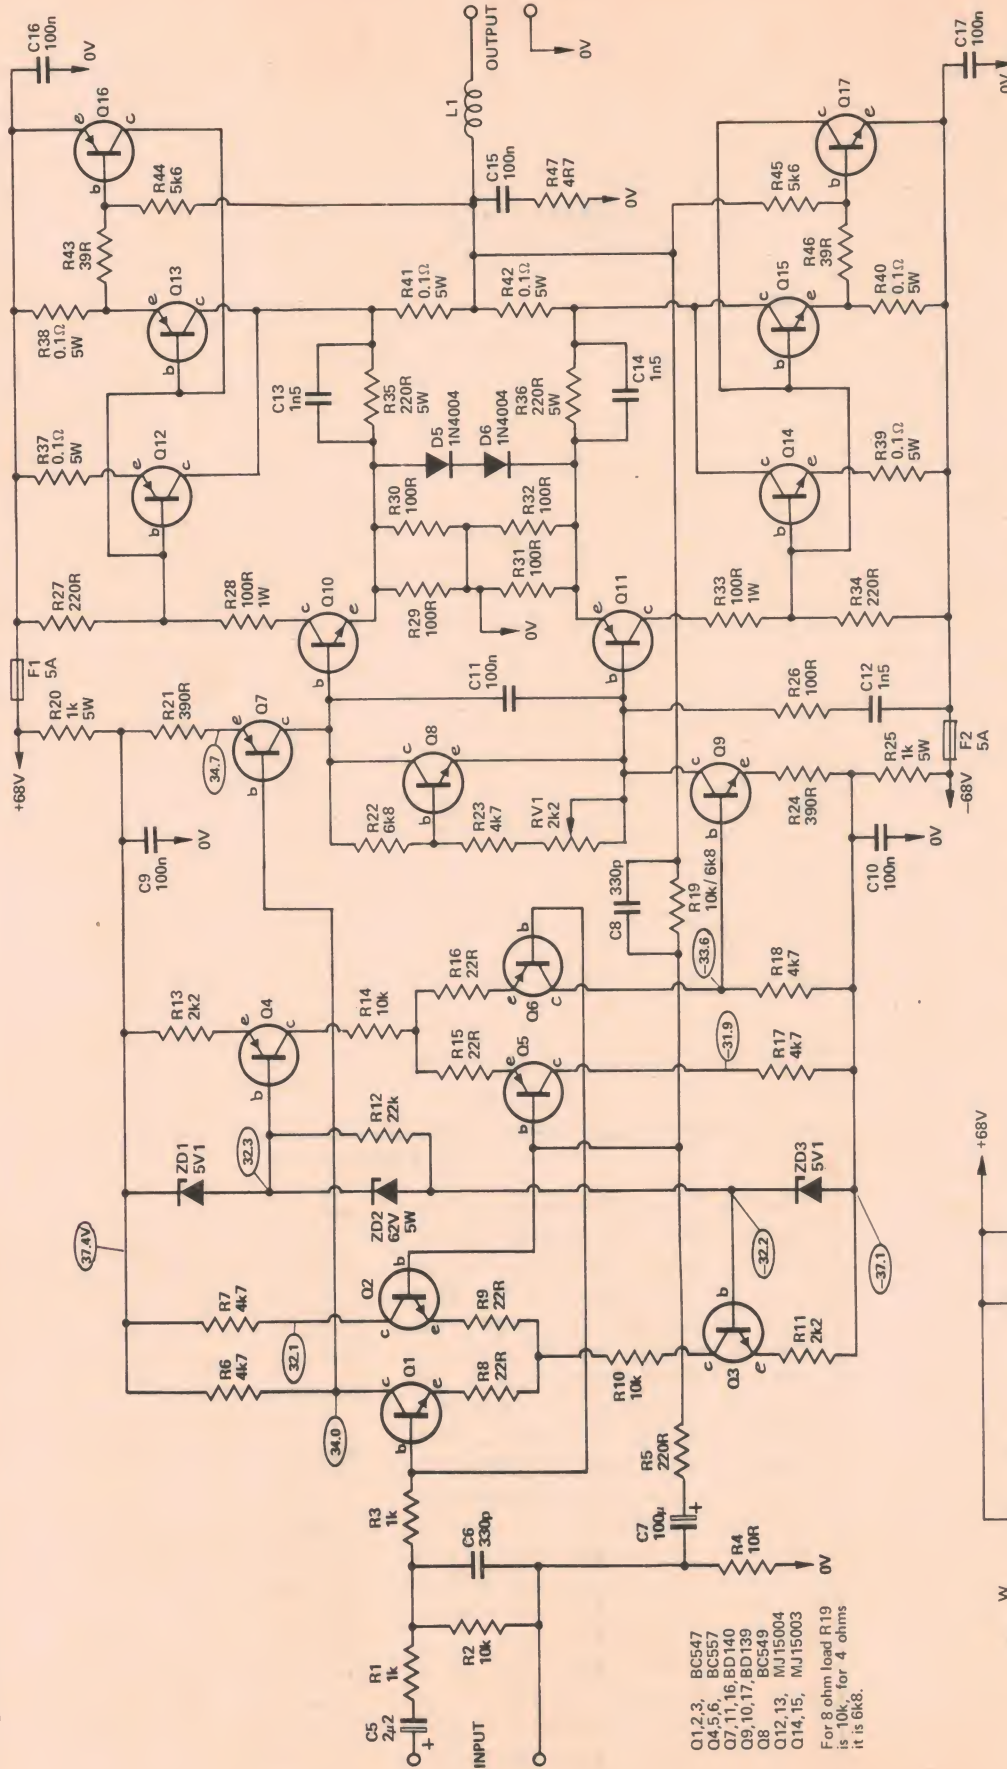 +68V
F1
5A
C16
100n
0V
Q16
e
c
b
R44
5k6
R43
39R
R38
0.1Ω
5W
Q13
e
c
b
R37
0.1Ω
5W
Q12
e
c
b
R27
220R
R28
100R
1W
Q10
b
c
e
R20
1k
5W
R21
390R
34.7
Q7
e
c
b
C9
100n
0V
R13
2k2
Q4
e
c
b
R14
10k
R12
22k
ZD1
5V1
32.3
ZD2
62V
5W
37.4V
R7
4k7
32.1
R6
4k7
34.0
Q2
c
e
b
Q1
c
e
b
R9
22R
R8
22R
R15
22R
R16
22R
Q5
e
c
b
Q6
e
c
b
R22
6k8
Q8
c
e
b
R23
4k7
RV1
2k2
C11
100n
R29
100R
R30
100R
R31
100R
R32
100R
0V
D5
1N4004
D6
1N4004
C13
1n5
R35
220R
5W
R36
220R
5W
C14
1n5
R41
0.1Ω
5W
R42
0.1Ω
5W
L1
OUTPUT
0V
C15
100n
R47
4R7
0V
R45
5k6
R46
39R
Q17
c
e
b
C17
100n
0V
Q15
c
e
b
R40
0.1Ω
5W
Q14
c
e
b
R39
0.1Ω
5W
Q11
e
c
b
R33
100R
1W
R34
220R
R26
100R
C12
1n5
F2
5A
−68V
Q9
c
e
b
R24
390R
R25
1k
5W
C10
100n
0V
C8
330p
R19
10k/6k8
−33.6
R18
4k7
−31.9
R17
4k7
ZD3
5V1
−32.2
−37.1
R10
10k
Q3
c
e
b
R11
2k2
R5
220R
C7
100µ
+
R4
10R
0V
R3
1k
C6
330p
R1
1k
R2
10k
C5
2µ2
+
INPUT
Q1,2,3, BC547
Q4,5,6, BC557
Q7,11,16,BD140
Q9,10,17,BD139
Q8 BC549
Q12,13, MJ15004
Q14,15, MJ15003
For 8 ohm load R19
is 10k, for 4 ohms
it is 6k8.
+68V
W